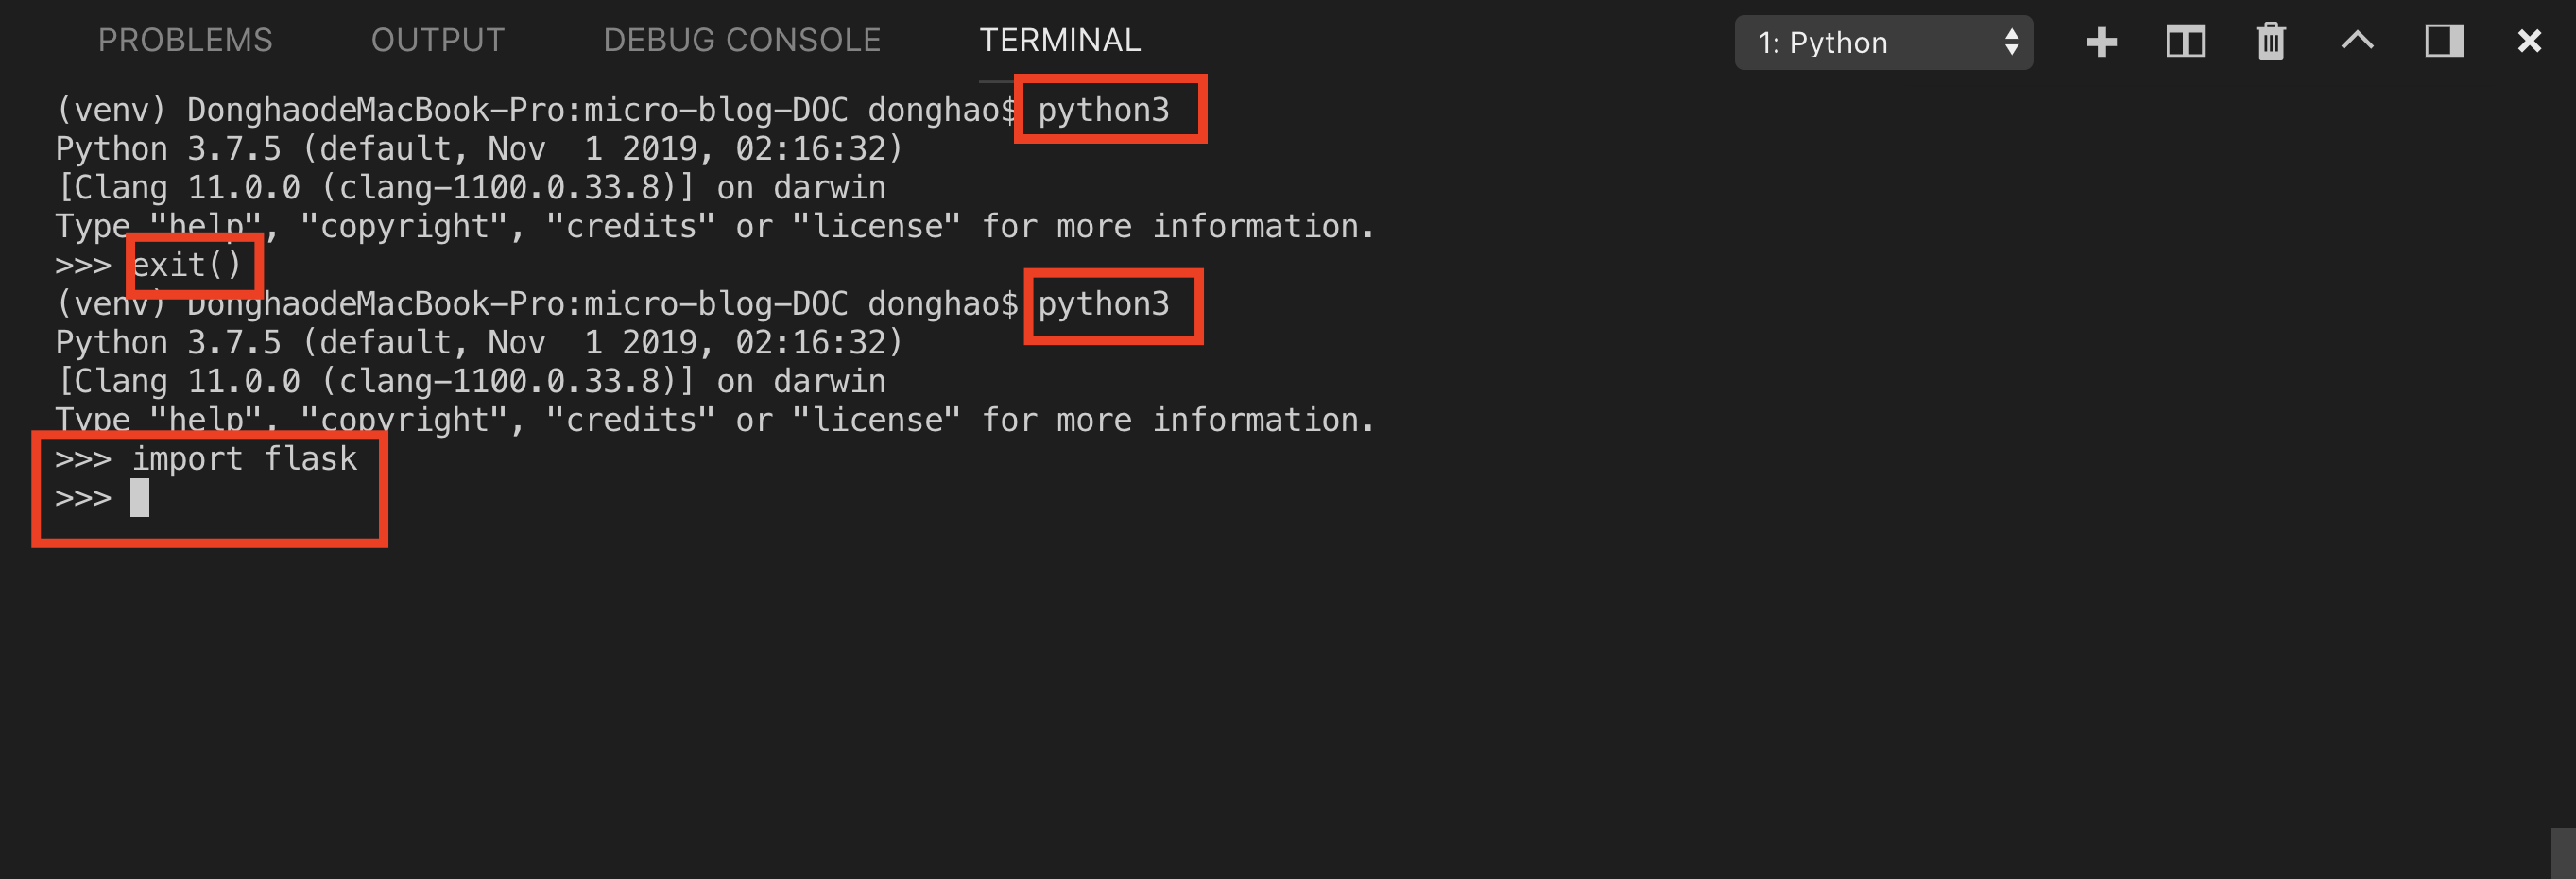 PROBLEMS OUTPUT DEBUG CONSOLE TERMINAL 1: Python
(venv) DonghaodeMacBook-Pro:micro-blog-DOC donghao$ python3
Python 3.7.5 (default, Nov  1 2019, 02:16:32)
[Clang 11.0.0 (clang-1100.0.33.8)] on darwin
Type "help", "copyright", "credits" or "license" for more information.
>>> exit()
(venv) DonghaodeMacBook-Pro:micro-blog-DOC donghao$ python3
Python 3.7.5 (default, Nov  1 2019, 02:16:32)
[Clang 11.0.0 (clang-1100.0.33.8)] on darwin
Type "help", "copyright", "credits" or "license" for more information.
>>> import flask
>>>